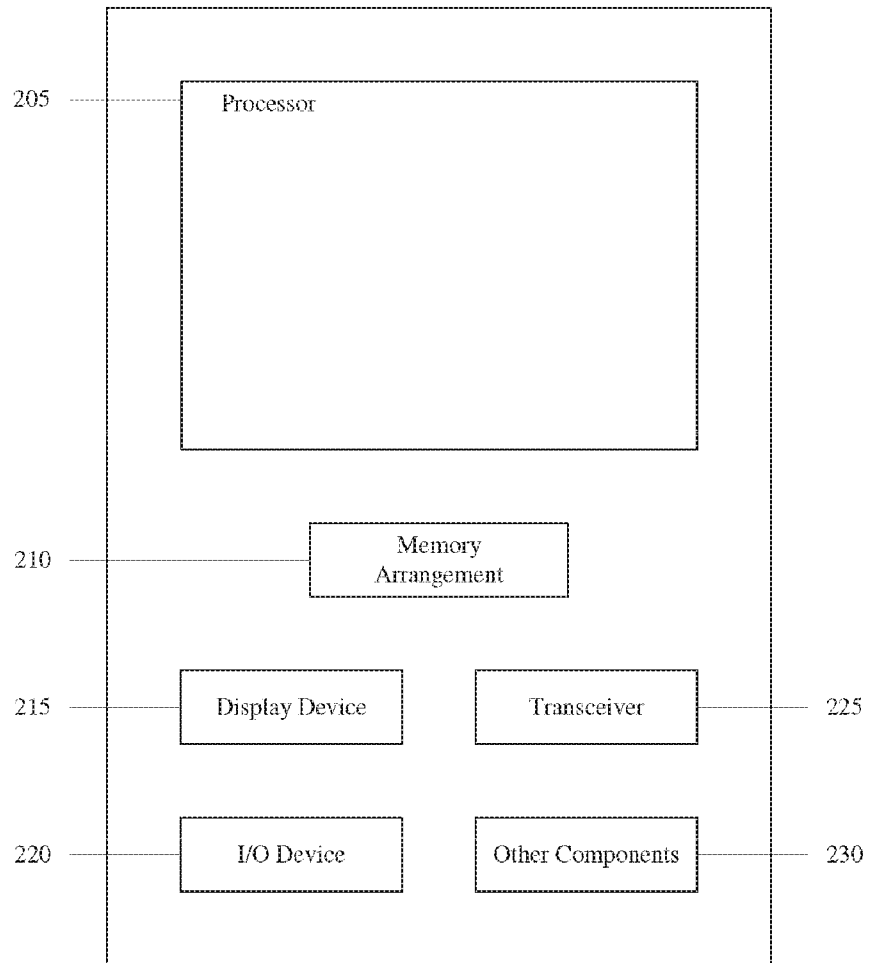 205
Processor
210
Memory
Arrangement
215
Display Device
Transceiver
225
220
I/O Device
Other Components
230